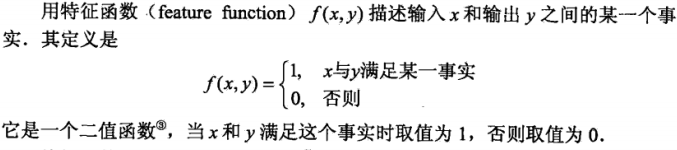 用特征函数（feature function）f(x,y)描述输入x和输出y之间的某一个事
实．其定义是
f(x,y)={1, x与y满足某一事实
0, 否则
它是一个二值函数③，当x和y满足这个事实时取值为1，否则取值为0．